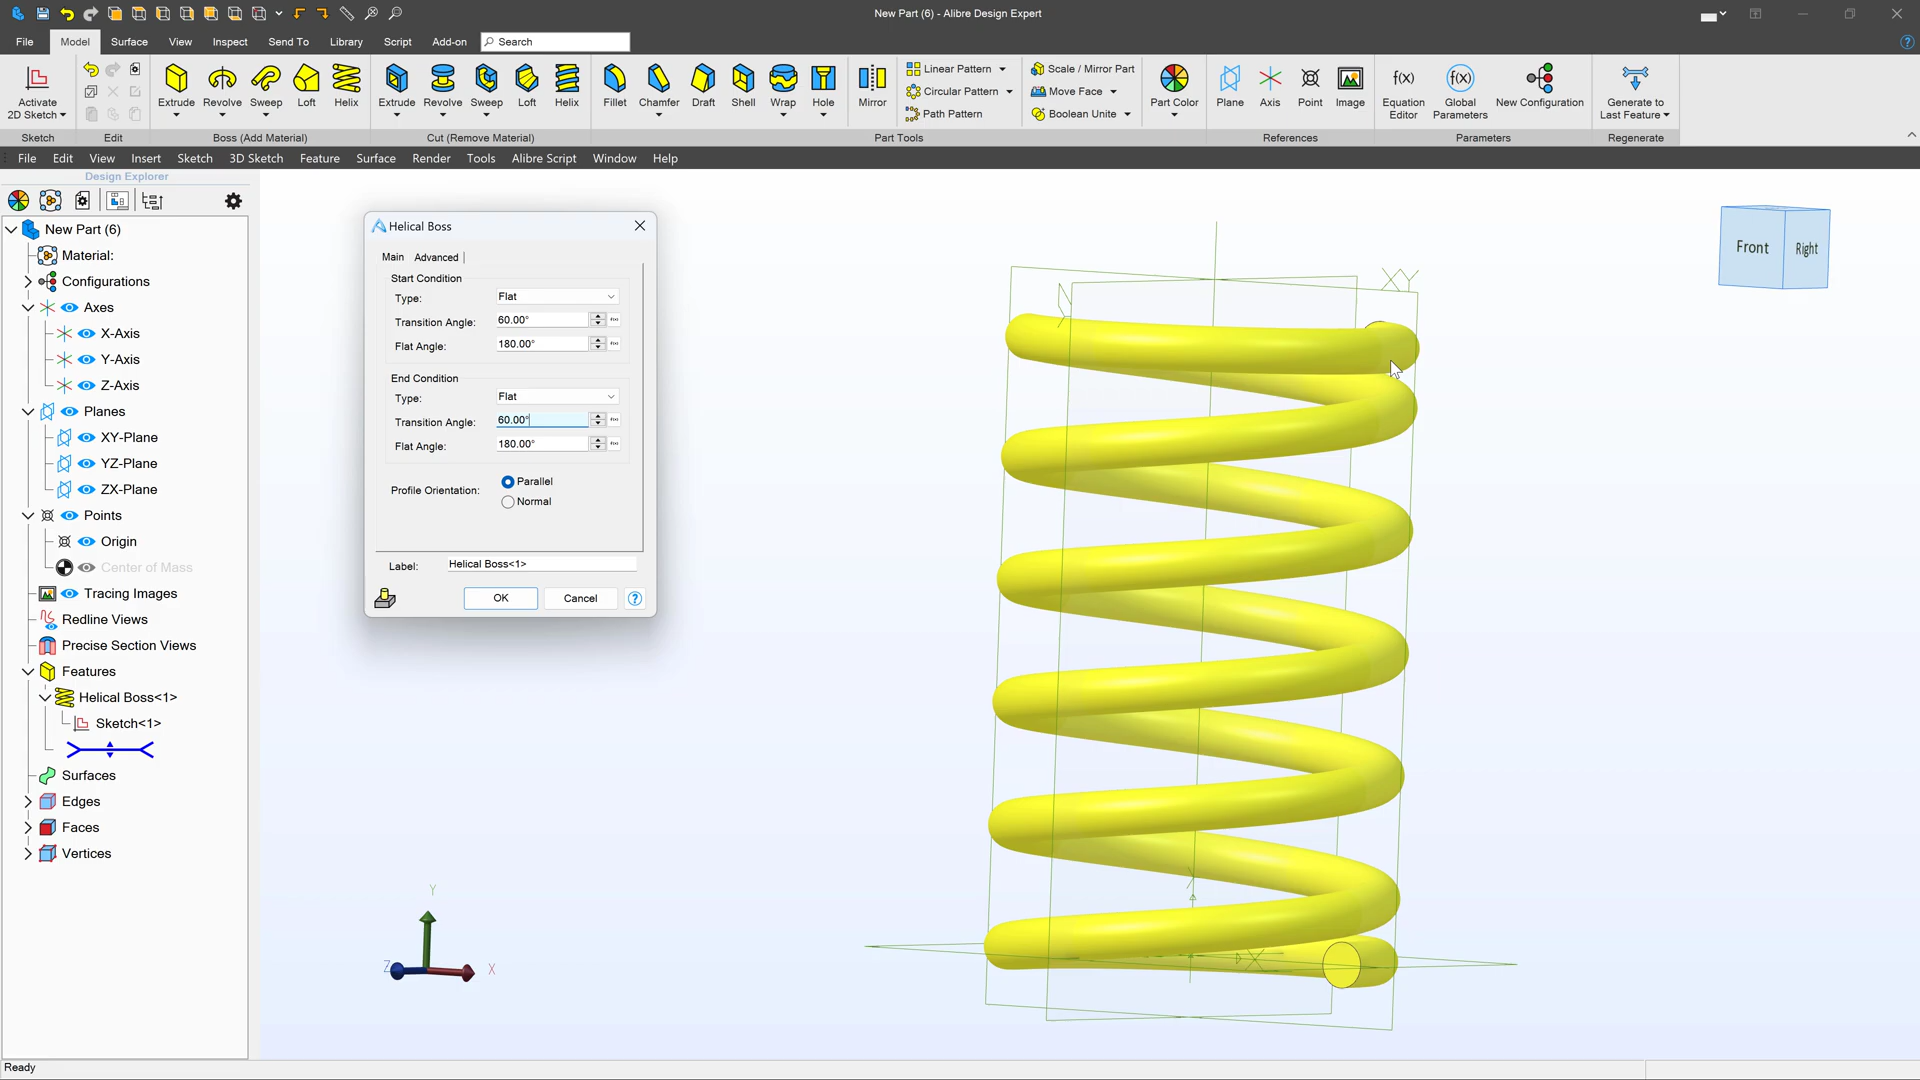 New Part (6) - Alibre Design Expert
File Model Surface View Inspect Send To Library Script Add-on Search
Activate
2D Sketch
Extrude Revolve Sweep Loft Helix
Extrude Revolve Sweep Loft Helix
Fillet Chamfer Draft Shell Wrap Hole Mirror
Linear Pattern
Circular Pattern
Path Pattern
Scale / Mirror Part
Move Face
Boolean Unite
Part Color
Plane Axis Point Image
Equation
Editor
Global
Parameters
New Configuration
Generate to
Last Feature
Sketch Edit Boss (Add Material) Cut (Remove Material) Part Tools References Parameters Regenerate
File Edit View Insert Sketch 3D Sketch Feature Surface Render Tools Alibre Script Window Help
Design Explorer
New Part (6)
Material:
Configurations
Axes
X-Axis
Y-Axis
Z-Axis
Planes
XY-Plane
YZ-Plane
ZX-Plane
Points
Origin
Center of Mass
Tracing Images
Redline Views
Precise Section Views
Features
Helical Boss<1>
Sketch<1>
Surfaces
Edges
Faces
Vertices
Helical Boss
Main Advanced
Start Condition
Type: Flat
Transition Angle: 60.00°
Flat Angle: 180.00°
End Condition
Type: Flat
Transition Angle: 60.00°
Flat Angle: 180.00°
Profile Orientation:
Parallel
Normal
Label: Helical Boss<1>
OK Cancel
Front Right
XY
Y
X
Y
Z
X
Ready